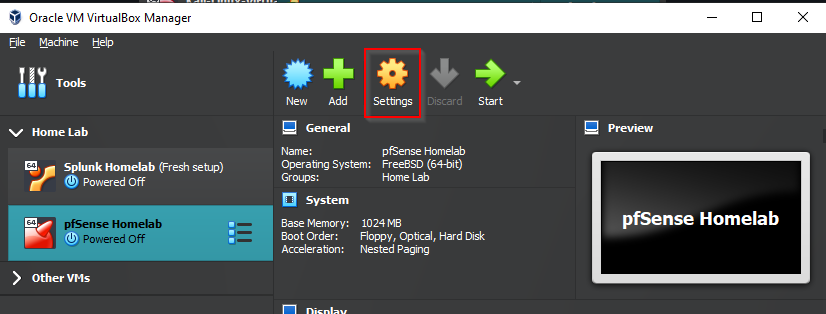 Oracle VM VirtualBox Manager
File Machine Help
Tools
New Add Settings Discard Start
Home Lab
64 Splunk Homelab (Fresh setup)
Powered Off
64 pfSense Homelab
Powered Off
Other VMs
General
Name: pfSense Homelab
Operating System: FreeBSD (64-bit)
Groups: Home Lab
System
Base Memory: 1024 MB
Boot Order: Floppy, Optical, Hard Disk
Acceleration: Nested Paging
Display
Preview
pfSense Homelab